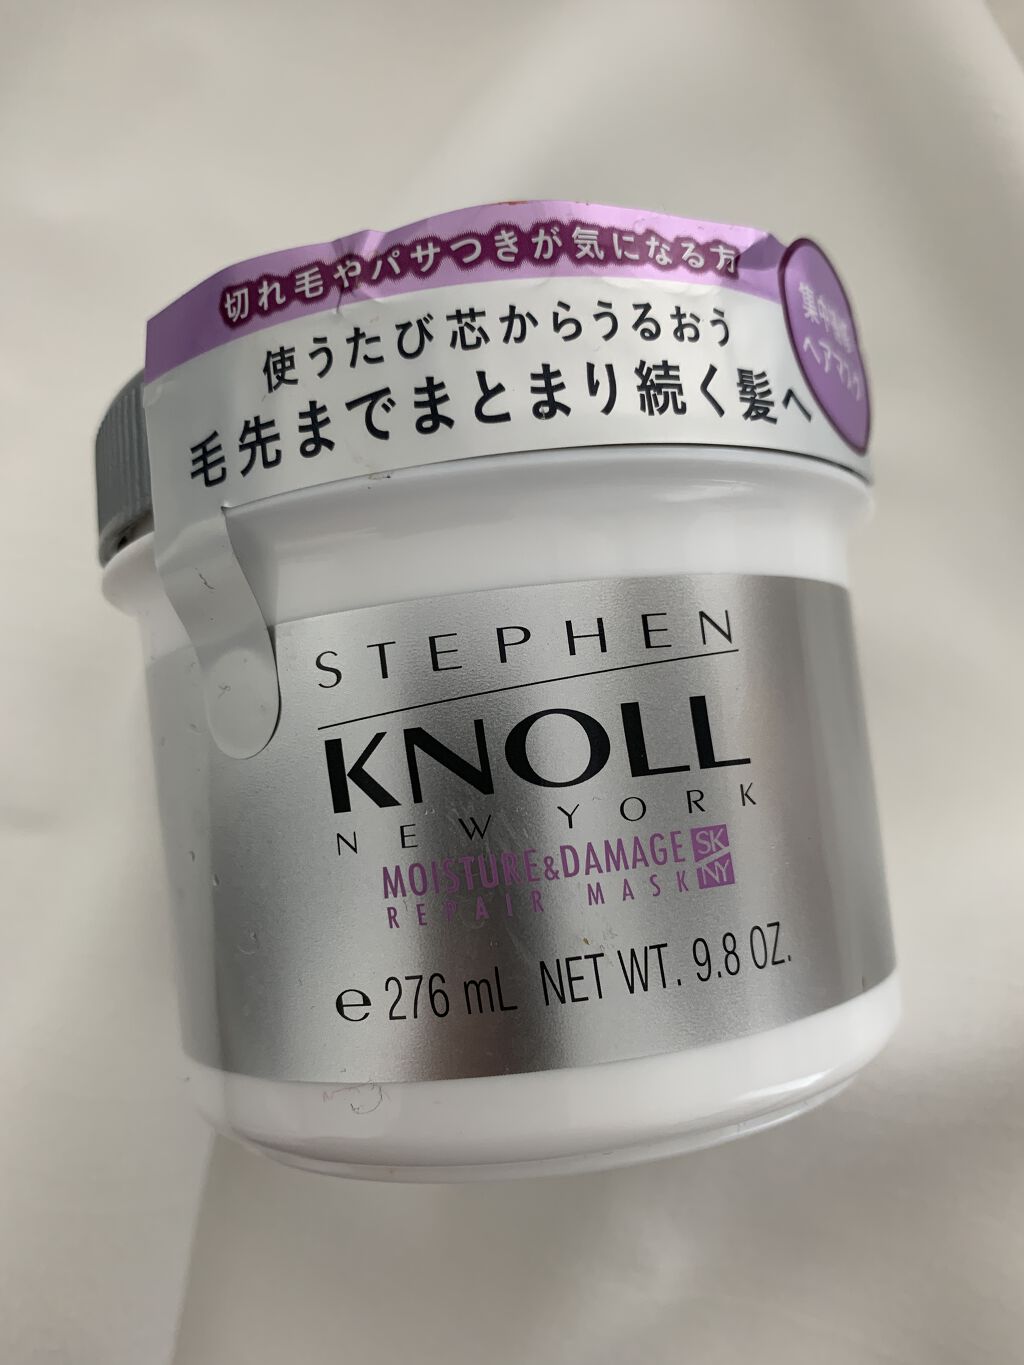 切れ毛やパサつきが気になる方
使うたび芯からうるおう
毛先までまとまり続く髪へ
集中補修
ヘアマスク
STEPHEN
KNOLL
NEW YORK
MOISTURE&DAMAGE SK
REPAIR MASK NY
e 276 mL NET WT. 9.8 OZ.